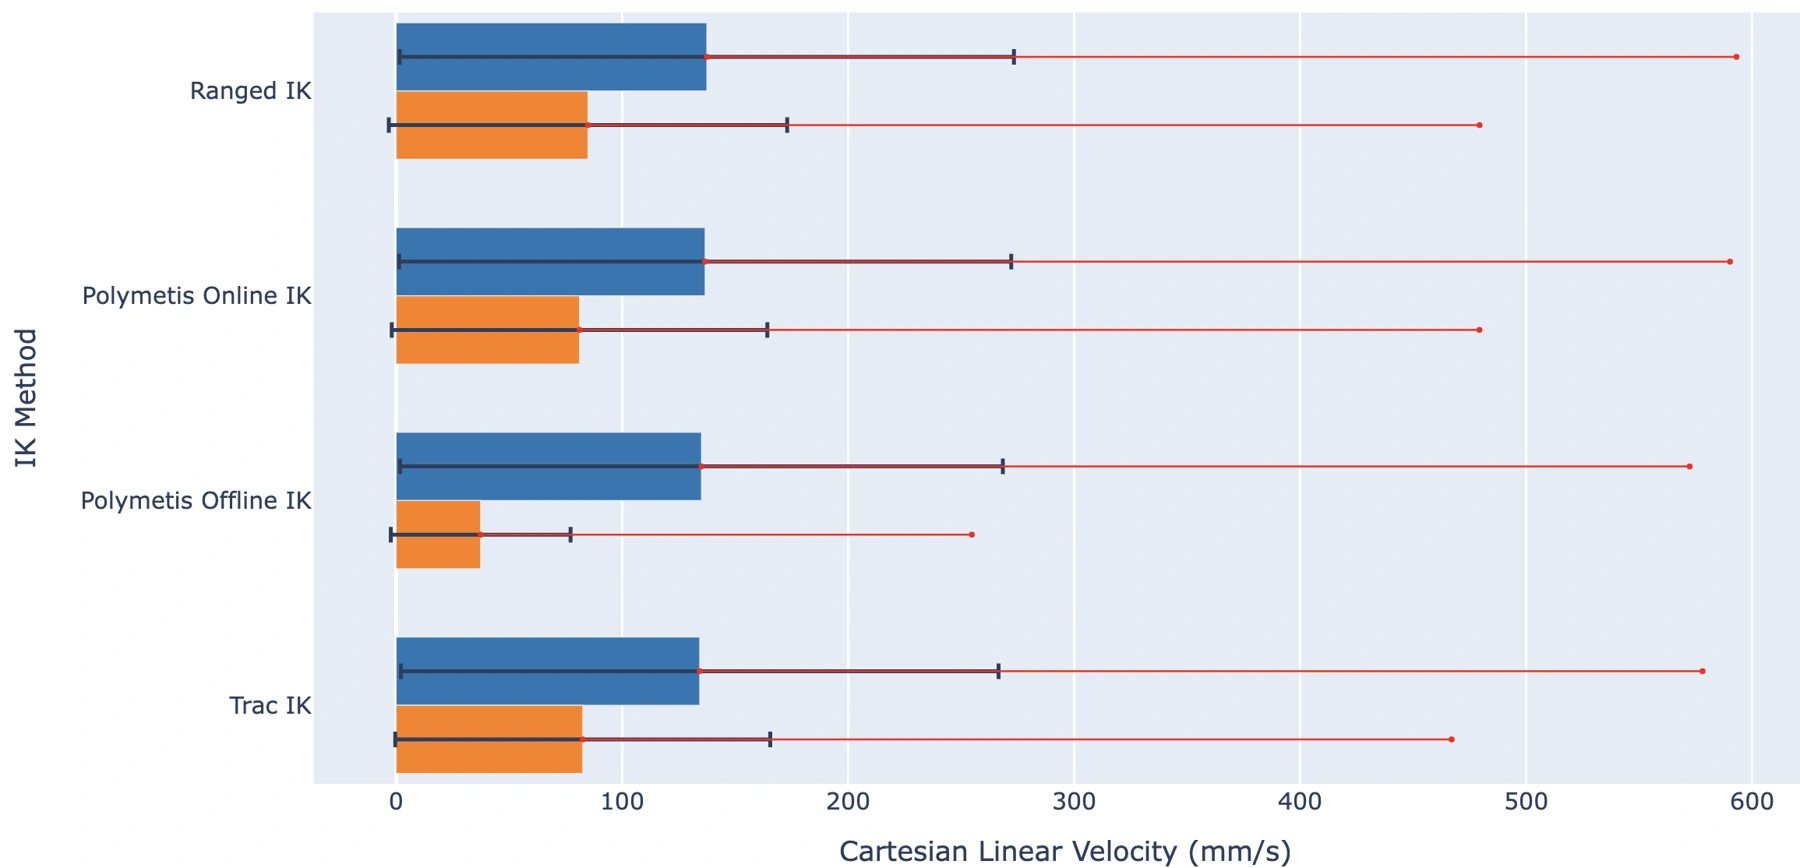 IK Method
Ranged IK
Polymetis Online IK
Polymetis Offline IK
Trac IK
0 100 200 300 400 500 600
Cartesian Linear Velocity (mm/s)